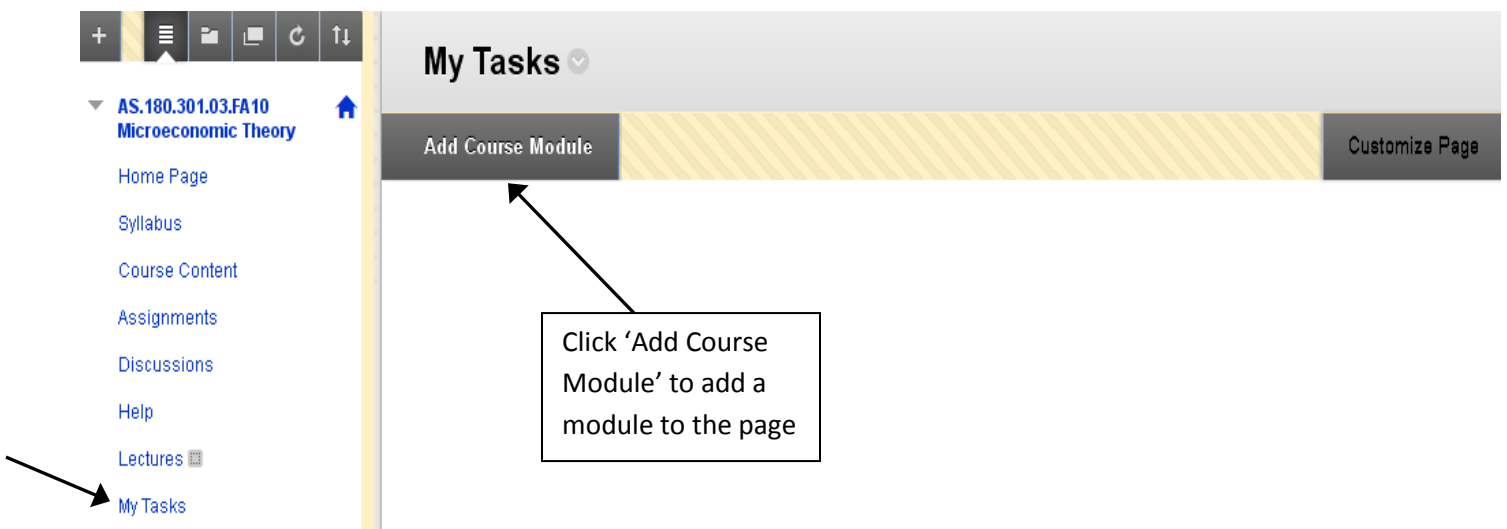 AS.180.301.03.FA10
Microeconomic Theory
Home Page
Syllabus
Course Content
Assignments
Discussions
Help
Lectures
My Tasks
My Tasks
Add Course Module
Customize Page
Click ‘Add Course
Module’ to add a
module to the page